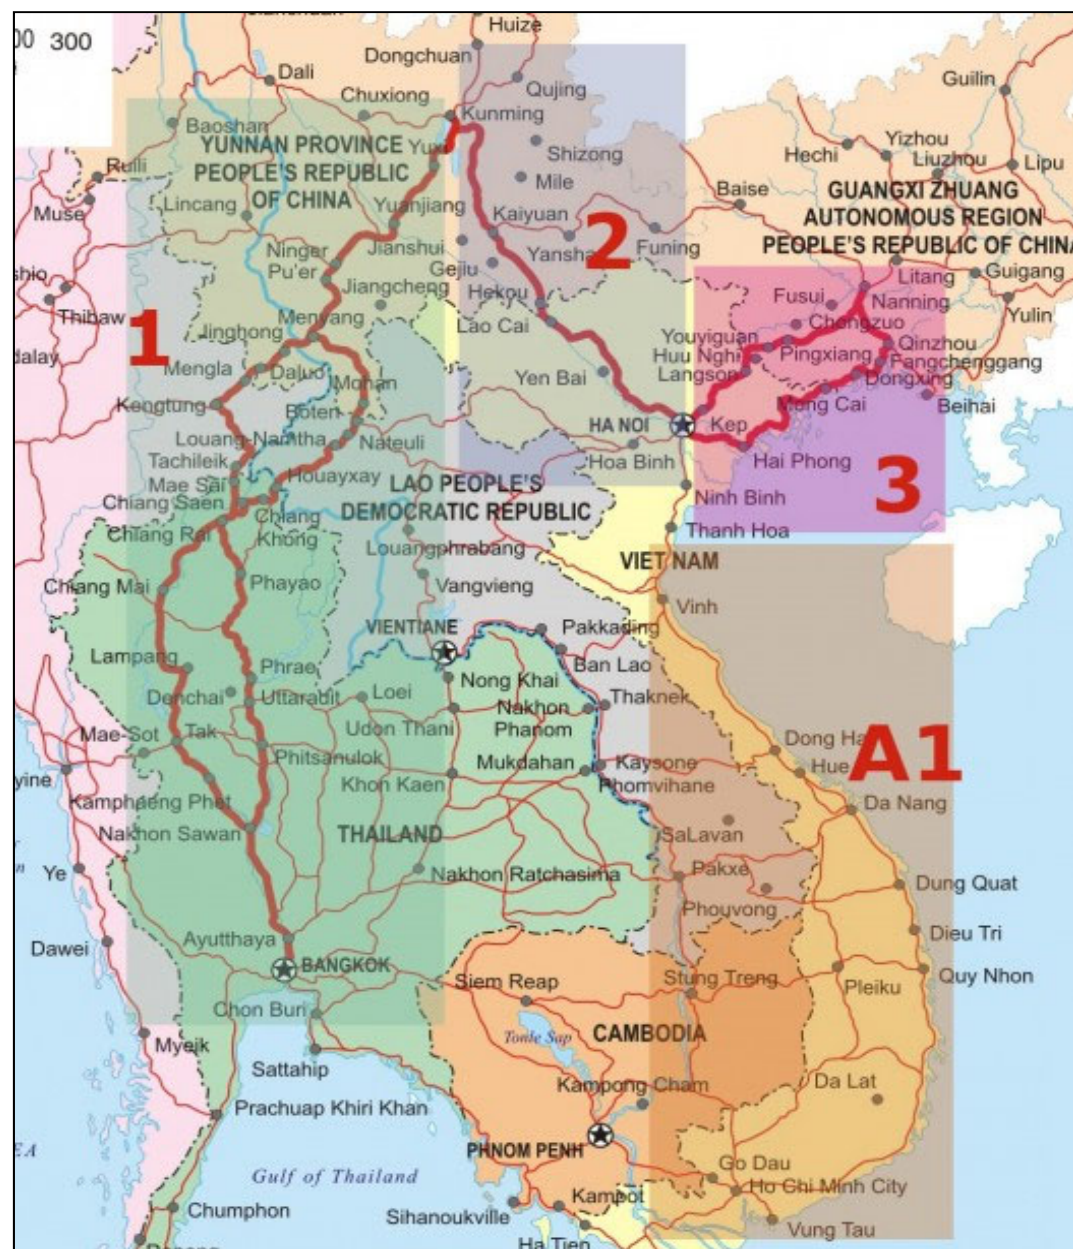 300
Huize
Dongchuan
Dali
Qujing
Guilin
Chuxiong
Kunming
Baoshan
YUNNAN PROVINCE
PEOPLE'S REPUBLIC
OF CHINA
Yuxi
Shizong
Hechi
Yizhou
Liuzhou
Lipu
Ruili
Mile
Baise
GUANGXI ZHUANG
AUTONOMOUS REGION
PEOPLE'S REPUBLIC OF CHINA
Muse
Lincang
Yuanjiang
Kaiyuan
2
Jianshui
Yansha
Funing
Ninger
Pu'er
Gejiu
Litang
Guigang
Thibaw
Jiangcheng
Hekou
Fusui
Nanning
Yulin
1
Menyang
Jinghong
Lao Cai
Chongzuo
Youyiguan
Qinzhou
Huu Nghi
Pingxiang
Fangchenggang
Mengla
Daluo
Mohan
Yen Bai
Langson
Dongxing
Kengtung
Boten
Mong Cai
Beihai
HA NOI
Kep
Louang-Namtha
Nateuli
Hoa Binh
Hai Phong
3
Tachileik
Mae Sai
Houayxay
LAO PEOPLE'S
DEMOCRATIC REPUBLIC
Ninh Binh
Chiang Saen
Chiang
Khong
Chiang Rai
Thanh Hoa
Louangphrabang
VIET NAM
Chiang Mai
Phayao
Vangvieng
Vinh
VIENTIANE
Pakkading
Lampang
Phrae
Ban Lao
Denchai
Uttarabit
Loei
Nong Khai
Thaknek
Udon Thani
Nakhon
Phanom
Mae-Sot
Tak
Phitsanulok
Mukdahan
Kaysone
Phomvihane
Dong Ha
Hue
A1
Khon Kaen
Kamphaeng Phet
Da Nang
Nakhon Sawan
THAILAND
SaLavan
Ye
Nakhon Ratchasima
Pakxe
Dung Quat
Phouvong
Dawei
Ayutthaya
Dieu Tri
BANGKOK
Siem Reap
Stung Treng
Quy Nhon
Pleiku
Chon Buri
Tonle Sap
CAMBODIA
Myeik
Sattahip
Kampong Cham
Da Lat
Prachuap Khiri Khan
PHNOM PENH
Gulf of Thailand
Go Dau
Ho Chi Minh City
Chumphon
Sihanoukville
Kampot
Vung Tau
Ha Tien